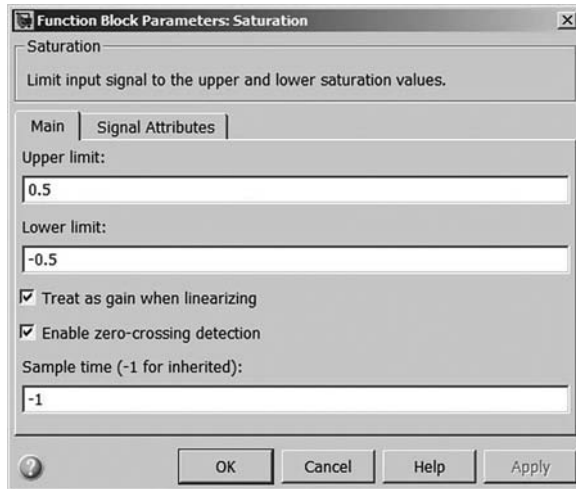 Function Block Parameters: Saturation
Saturation
Limit input signal to the upper and lower saturation values.
Main
Signal Attributes
Upper limit:
0.5
Lower limit:
-0.5
Treat as gain when linearizing
Enable zero-crossing detection
Sample time (-1 for inherited):
-1
OK
Cancel
Help
Apply